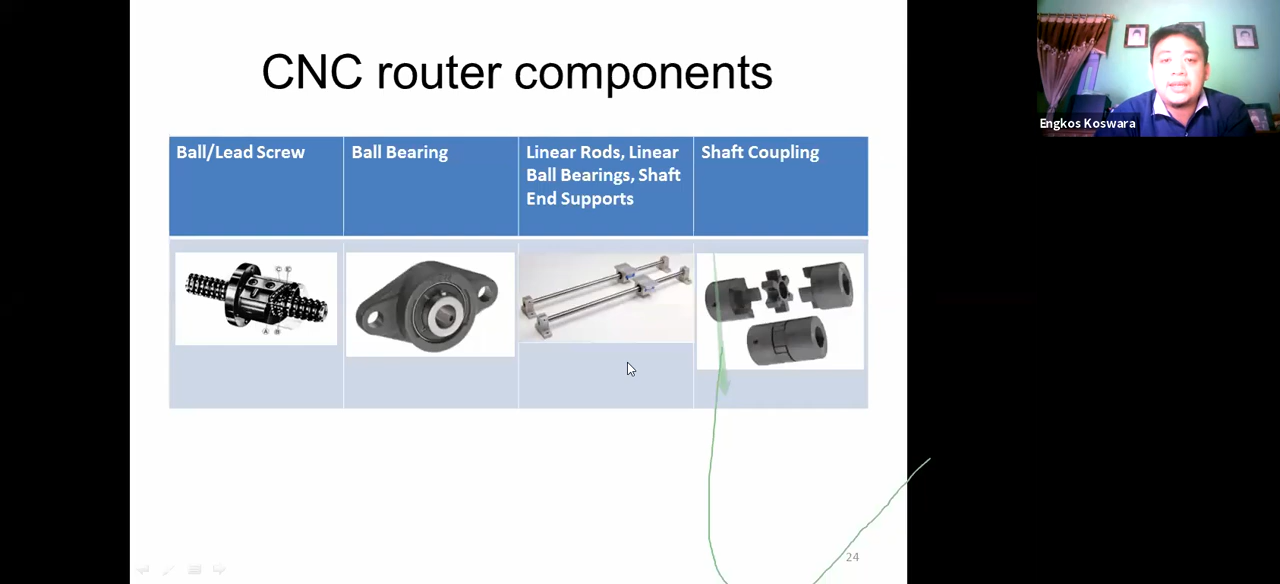 CNC router components
Ball/Lead Screw
Ball Bearing
Linear Rods, Linear
Ball Bearings, Shaft
End Supports
Shaft Coupling
24
Engkos Koswara